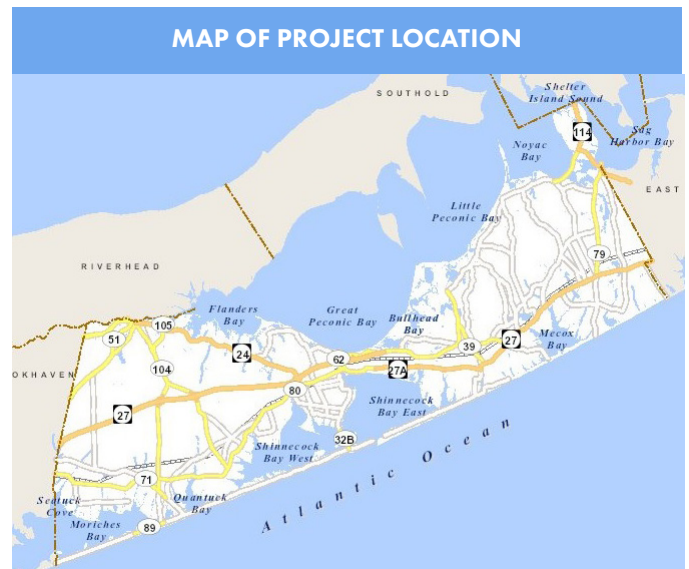 MAP OF PROJECT LOCATION
SOUTHOLD
Shelter
Island Sound
114
Sag
Harbor Bay
Noyac
Bay
EAST
Little
Peconic Bay
RIVERHEAD
79
Flanders
Bay
Great
Peconic Bay
Bullhead
Bay
Mecox
Bay
105
51
24
62
39
27
104
27A
OKHAVEN
80
27
Shinnecock
Bay East
32B
Shinnecock
Bay West
Atlantic Ocean
71
Quantuck
Bay
Seatuck
Cove
Moriches
Bay
89